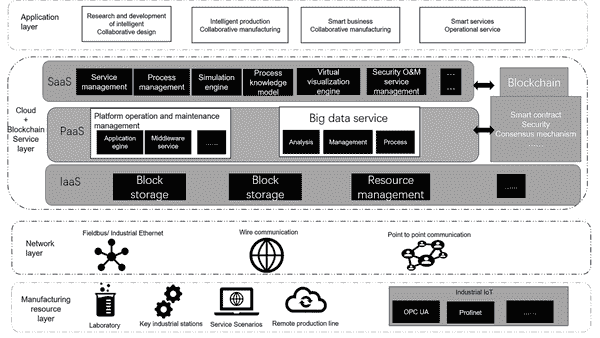 Application
layer
Research and development
of intelligent
Collaborative design
Intelligent production
Collaborative manufacturing
Smart business
Collaborative manufacturing
Smart services
Operational service
Cloud
+
Blockchain
Service
layer
SaaS
Service
management
Process
management
Simulation
engine
Process
knowledge
model
Virtual
visualization
engine
Security O&M
service
management
...
...
Blockchain
PaaS
Platform operation and maintenance
management
Application
egine
Middleware
service
......
Big data service
Analysis
Management
Process
Smart contract
Security
Consensus mechanism
......
IaaS
Block
storage
Block
storage
Resource
management
......
Network
layer
Fieldbus/ Industrial Ethernet
Wire communication
Point to point communication
Manufacturing
resource
layer
Laboratory
Key industrial stations
Service Scenarios
Remote production line
Industrial IoT
OPC UA
Profinet
......